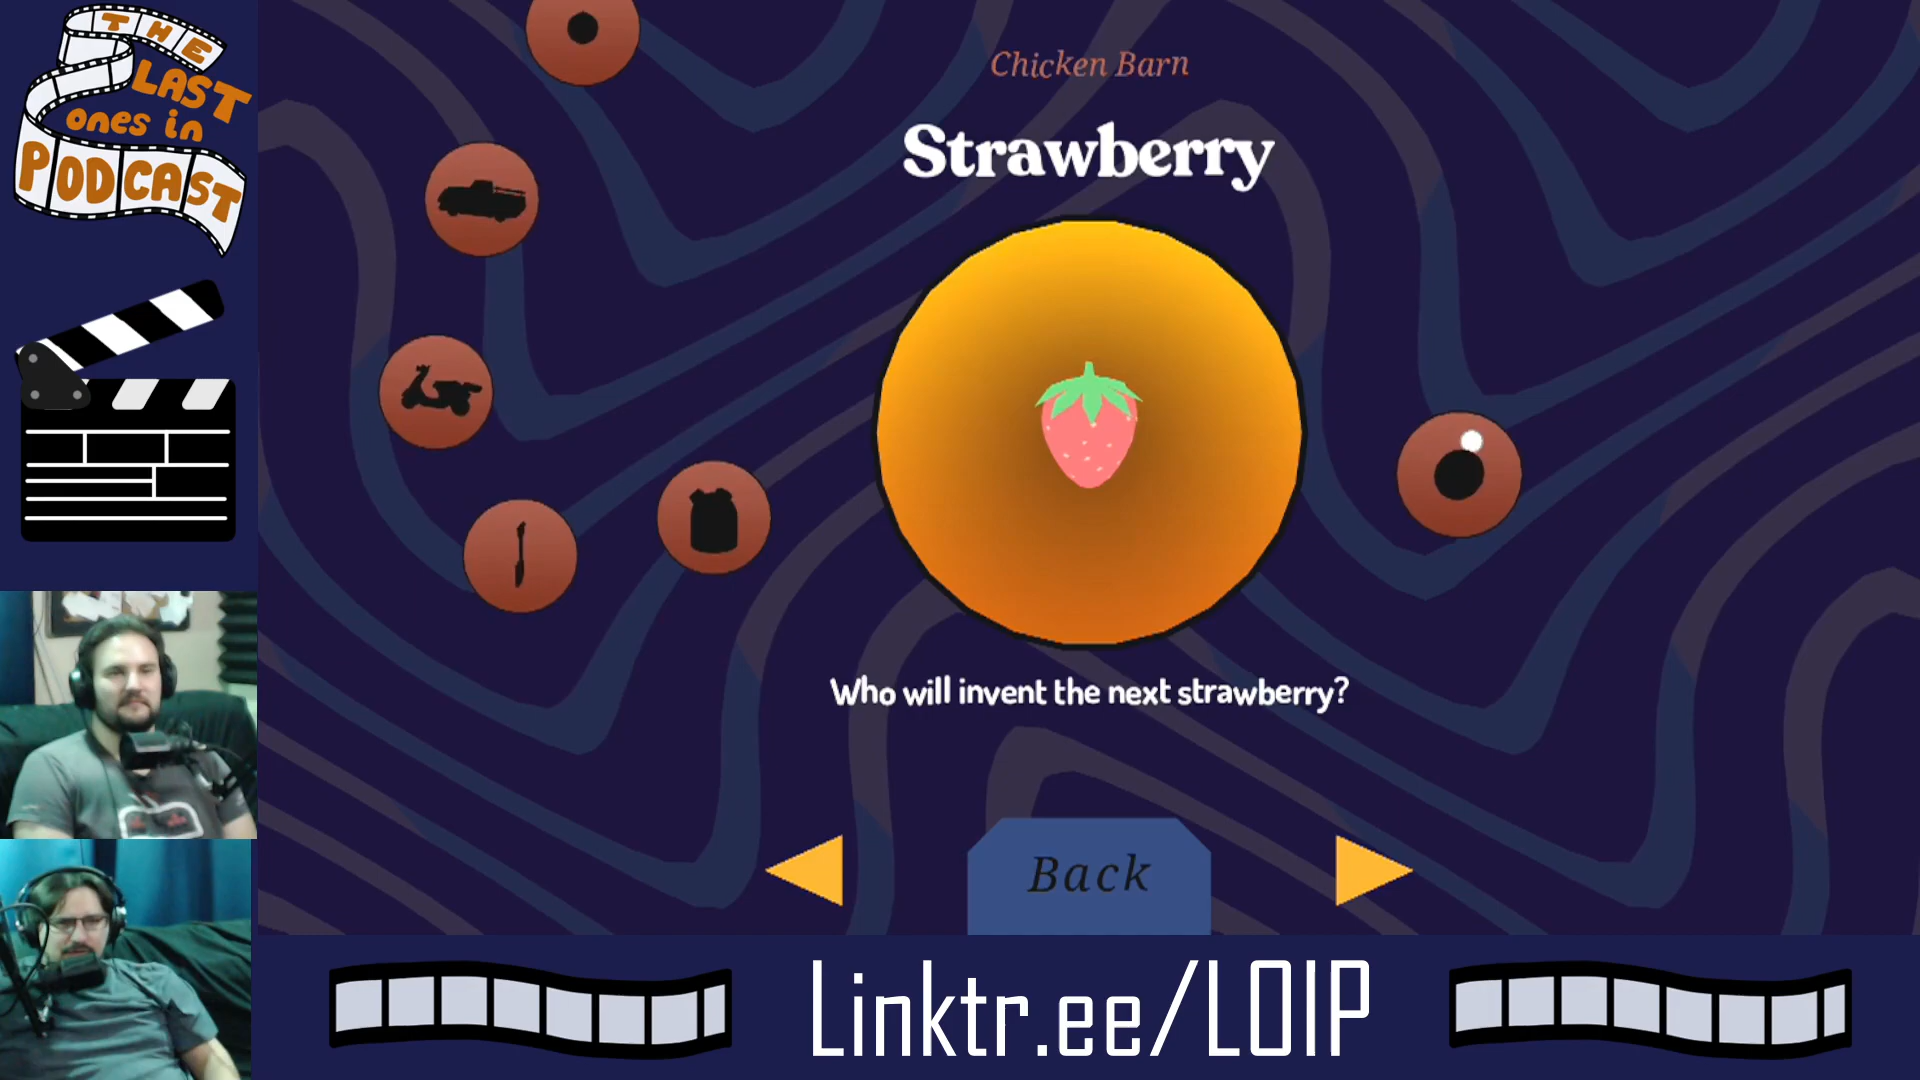 THE
LAST
ones in
PODCAST
Chicken Barn
Strawberry
Who will invent the next strawberry?
Back
Linktr.ee/LOIP